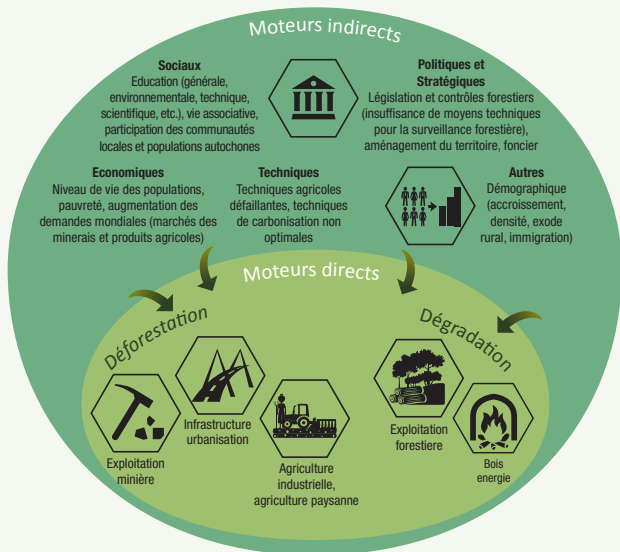 Moteurs indirects
Sociaux
Education (générale,
environnementale, technique,
scientifique, etc.), vie associative,
participation des communautés
locales et populations autochones
Politiques et
Stratégiques
Législation et contrôles forestiers
(insuffisance de moyens techniques
pour la surveillance forestière),
aménagement du territoire, foncier
Economiques
Niveau de vie des populations,
pauvreté, augmentation des
demandes mondiales (marchés des
minerais et produits agricoles)
Techniques
Techniques agricoles
défaillantes, techniques
de carbonisation non
optimales
Autres
Démographique
(accroissement,
densité, exode
rural, immigration)
Moteurs directs
Déforestation
Dégradation
Exploitation
minière
Infrastructure
urbanisation
Agriculture
industrielle,
agriculture paysanne
Exploitation
forestiere
Bois
energie